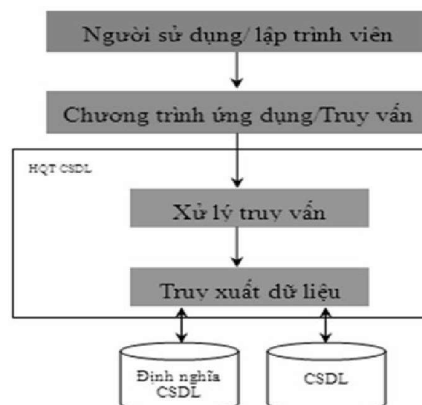 Người sử dụng/ lập trình viên
Chương trình ứng dụng/Truy vấn
HQT CSDL
Xử lý truy vấn
Truy xuất dữ liệu
Định nghĩa
CSDL
CSDL